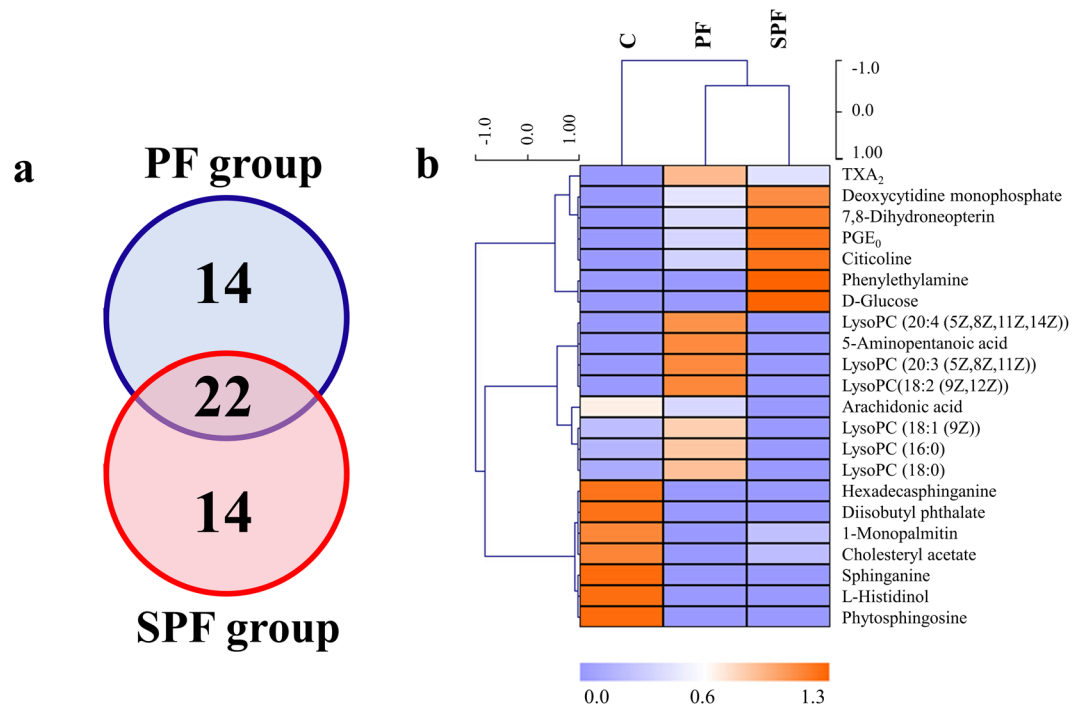 a
PF group
14
22
14
SPF group
b
C
PF
SPF
-1.0
0.0
1.00
-1.0
0.0
1.00
TXA₂
Deoxycytidine monophosphate
7,8-Dihydroneopterin
PGE₀
Citicoline
Phenylethylamine
D-Glucose
LysoPC (20:4 (5Z,8Z,11Z,14Z))
5-Aminopentanoic acid
LysoPC (20:3 (5Z,8Z,11Z))
LysoPC(18:2 (9Z,12Z))
Arachidonic acid
LysoPC (18:1 (9Z))
LysoPC (16:0)
LysoPC (18:0)
Hexadecasphinganine
Diisobutyl phthalate
1-Monopalmitin
Cholesteryl acetate
Sphinganine
L-Histidinol
Phytosphingosine
0.0
0.6
1.3